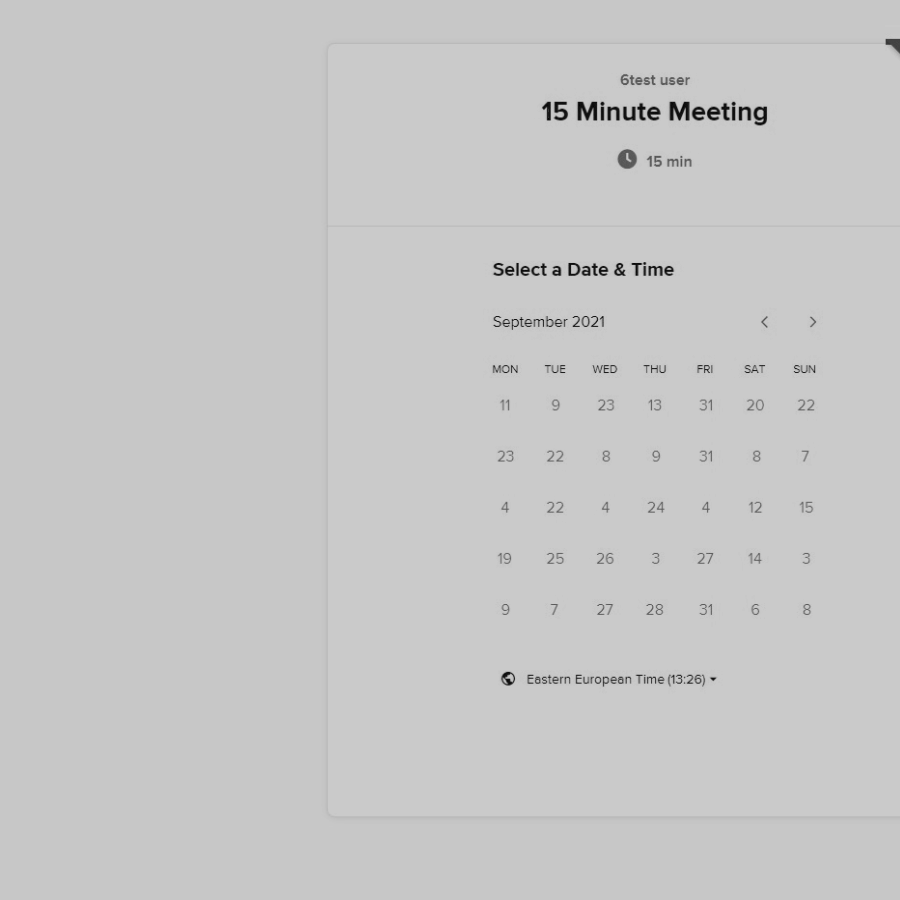 6test user
15 Minute Meeting
15 min
Select a Date & Time
September 2021
MON TUE WED THU FRI SAT SUN
11 9 23 13 31 20 22
23 22 8 9 31 8 7
4 22 4 24 4 12 15
19 25 26 3 27 14 3
9 7 27 28 31 6 8
Eastern European Time (13:26)